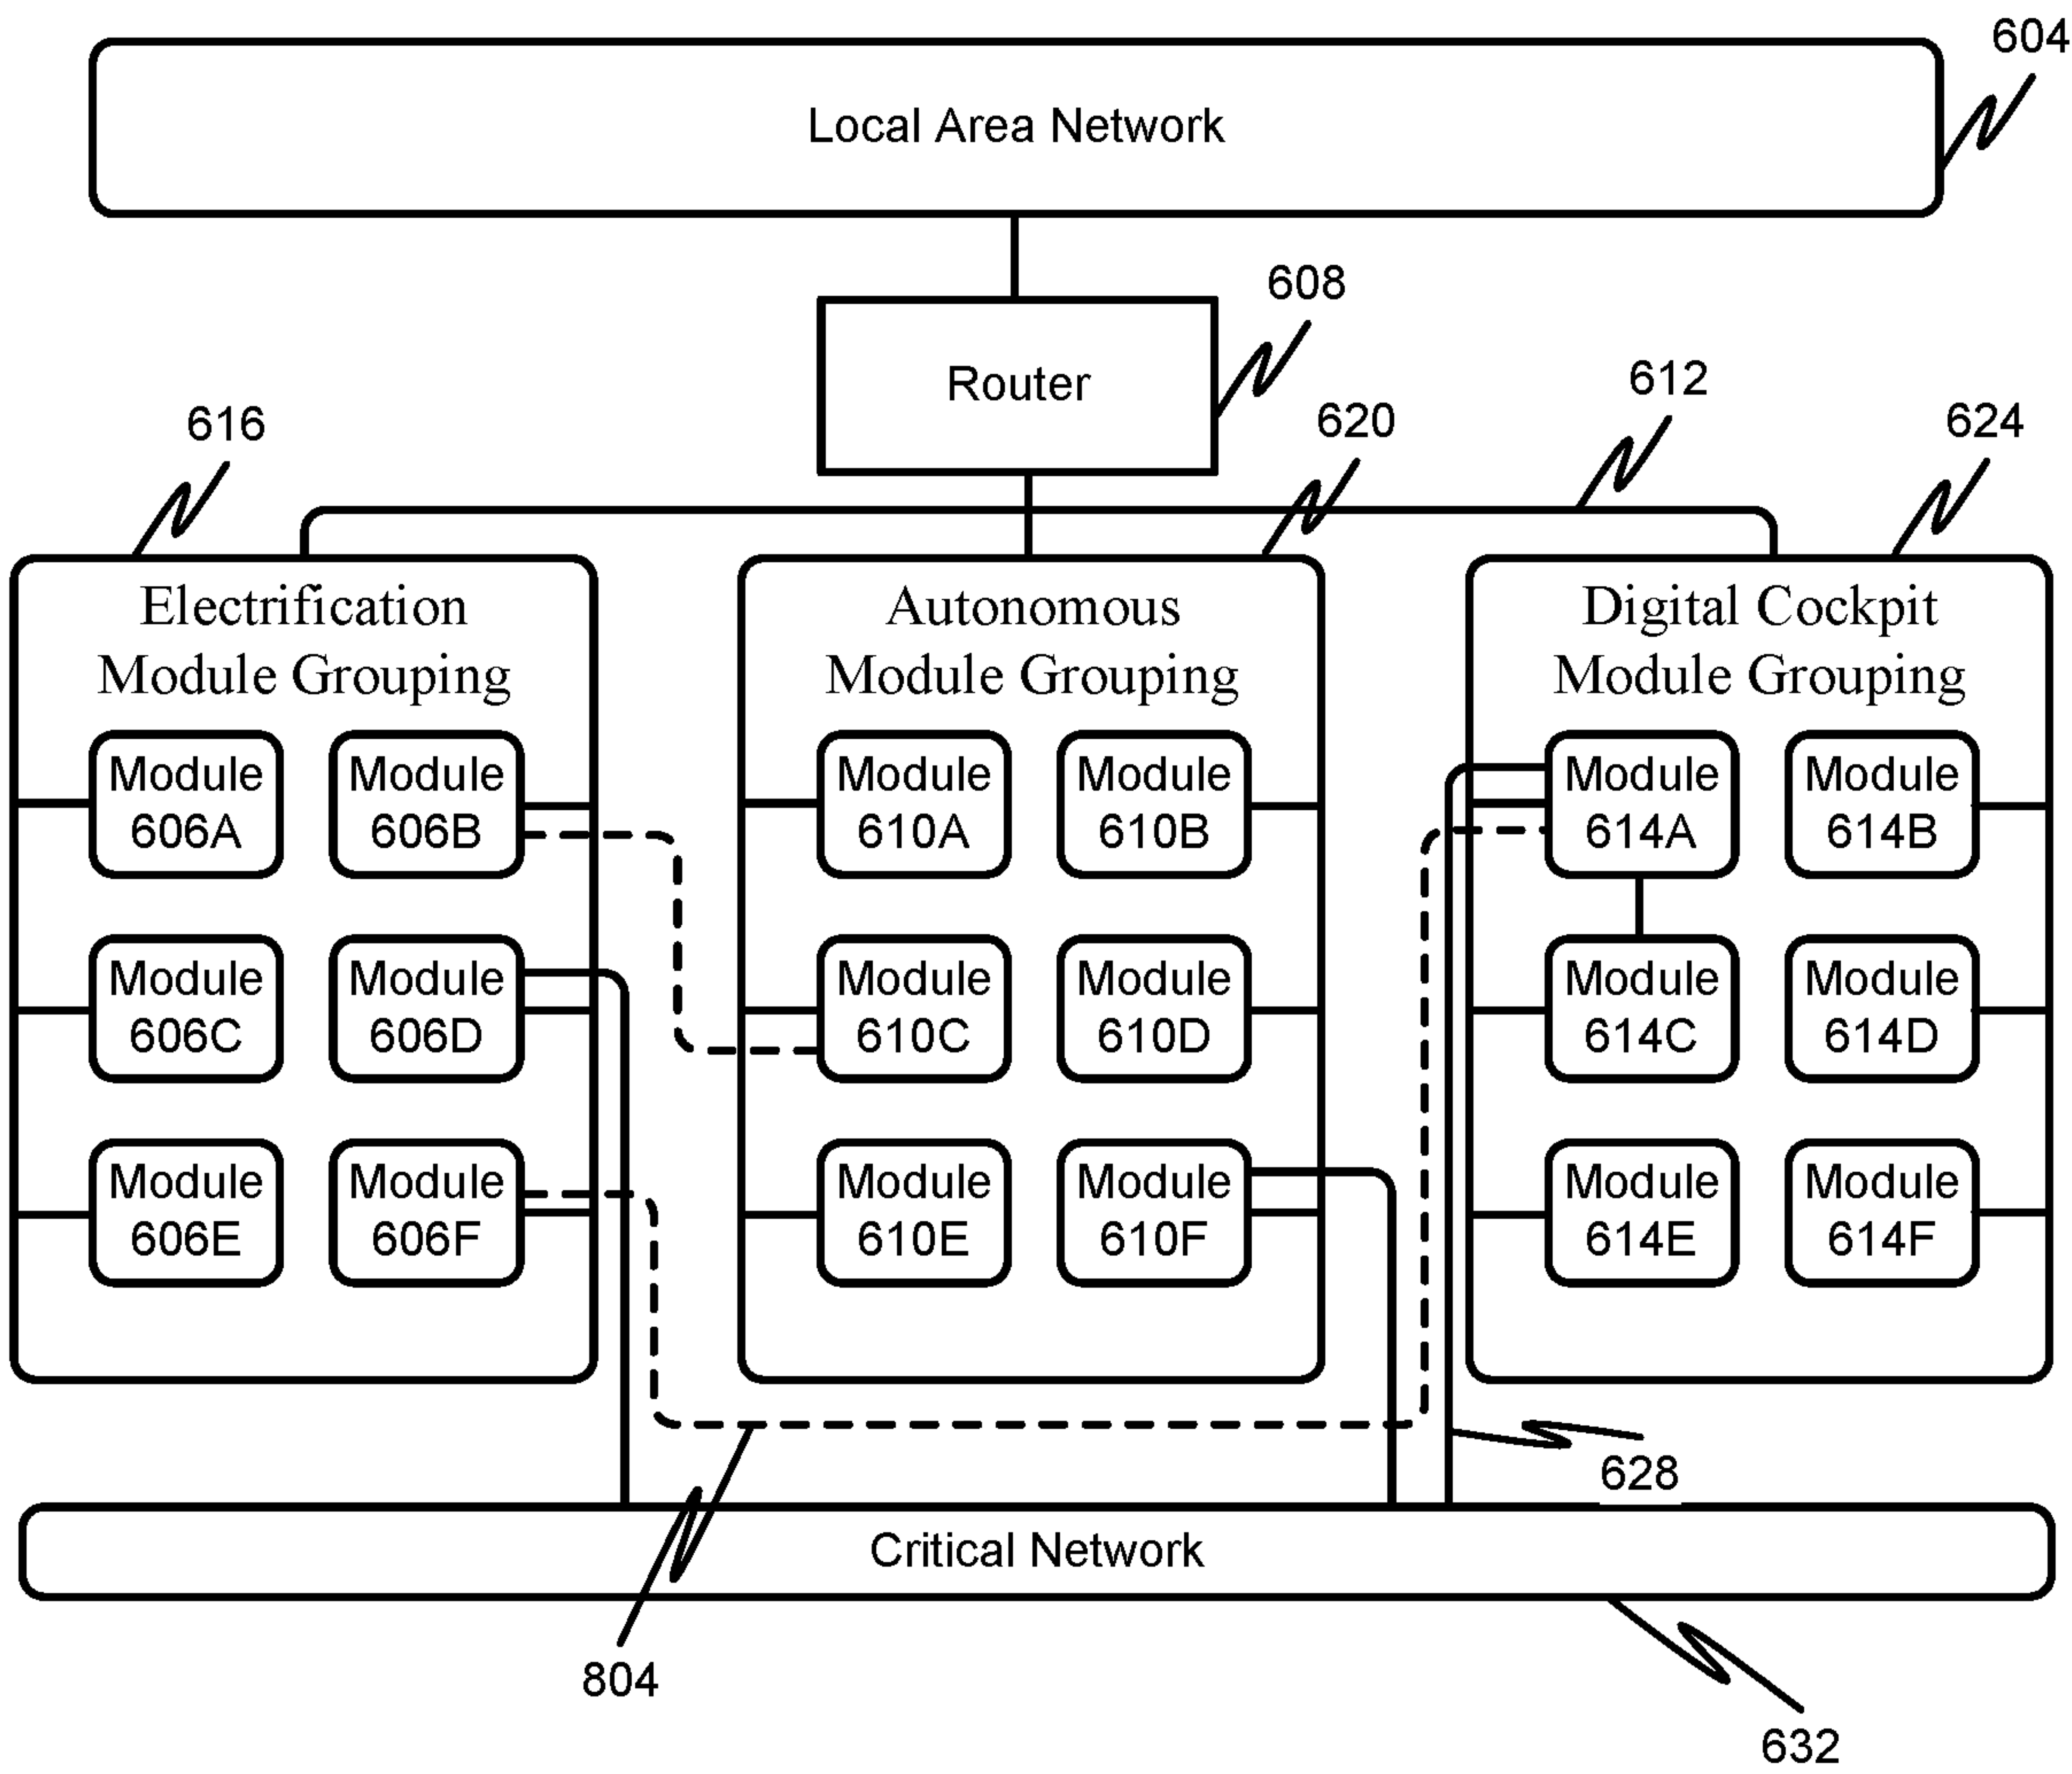 604
Local Area Network
608
Router
612
616
620
624
Electrification
Module Grouping
Autonomous
Module Grouping
Digital Cockpit
Module Grouping
Module
606A
Module
606B
Module
610A
Module
610B
Module
614A
Module
614B
Module
606C
Module
606D
Module
610C
Module
610D
Module
614C
Module
614D
Module
606E
Module
606F
Module
610E
Module
610F
Module
614E
Module
614F
628
Critical Network
804
632